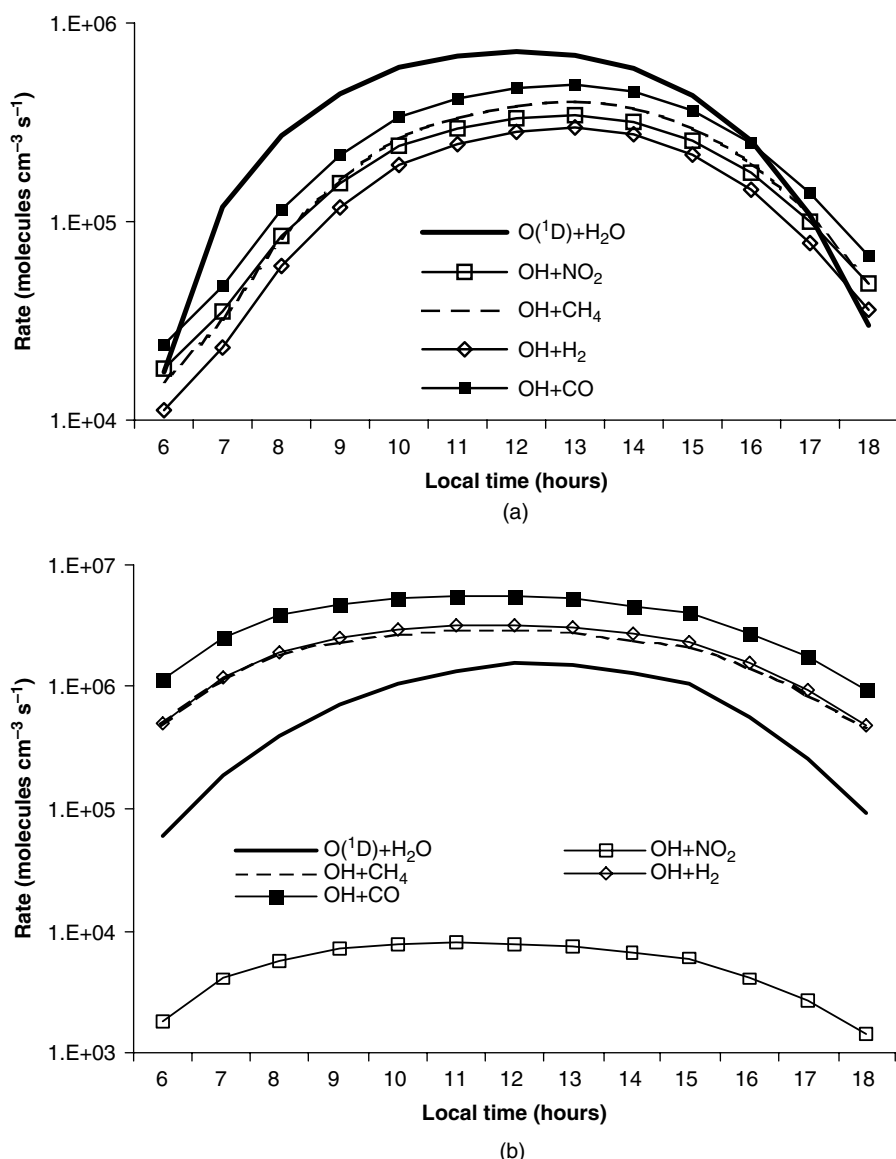 1.E+06
1.E+05
1.E+04
Rate (molecules cm⁻³ s⁻¹)
O(¹D)+H₂O
OH+NO₂
OH+CH₄
OH+H₂
OH+CO
6 7 8 9 10 11 12 13 14 15 16 17 18
Local time (hours)
(a)
1.E+07
1.E+06
1.E+05
1.E+04
1.E+03
Rate (molecules cm⁻³ s⁻¹)
O(¹D)+H₂O OH+NO₂
OH+CH₄ OH+H₂
OH+CO
6 7 8 9 10 11 12 13 14 15 16 17 18
Local time (hours)
(b)